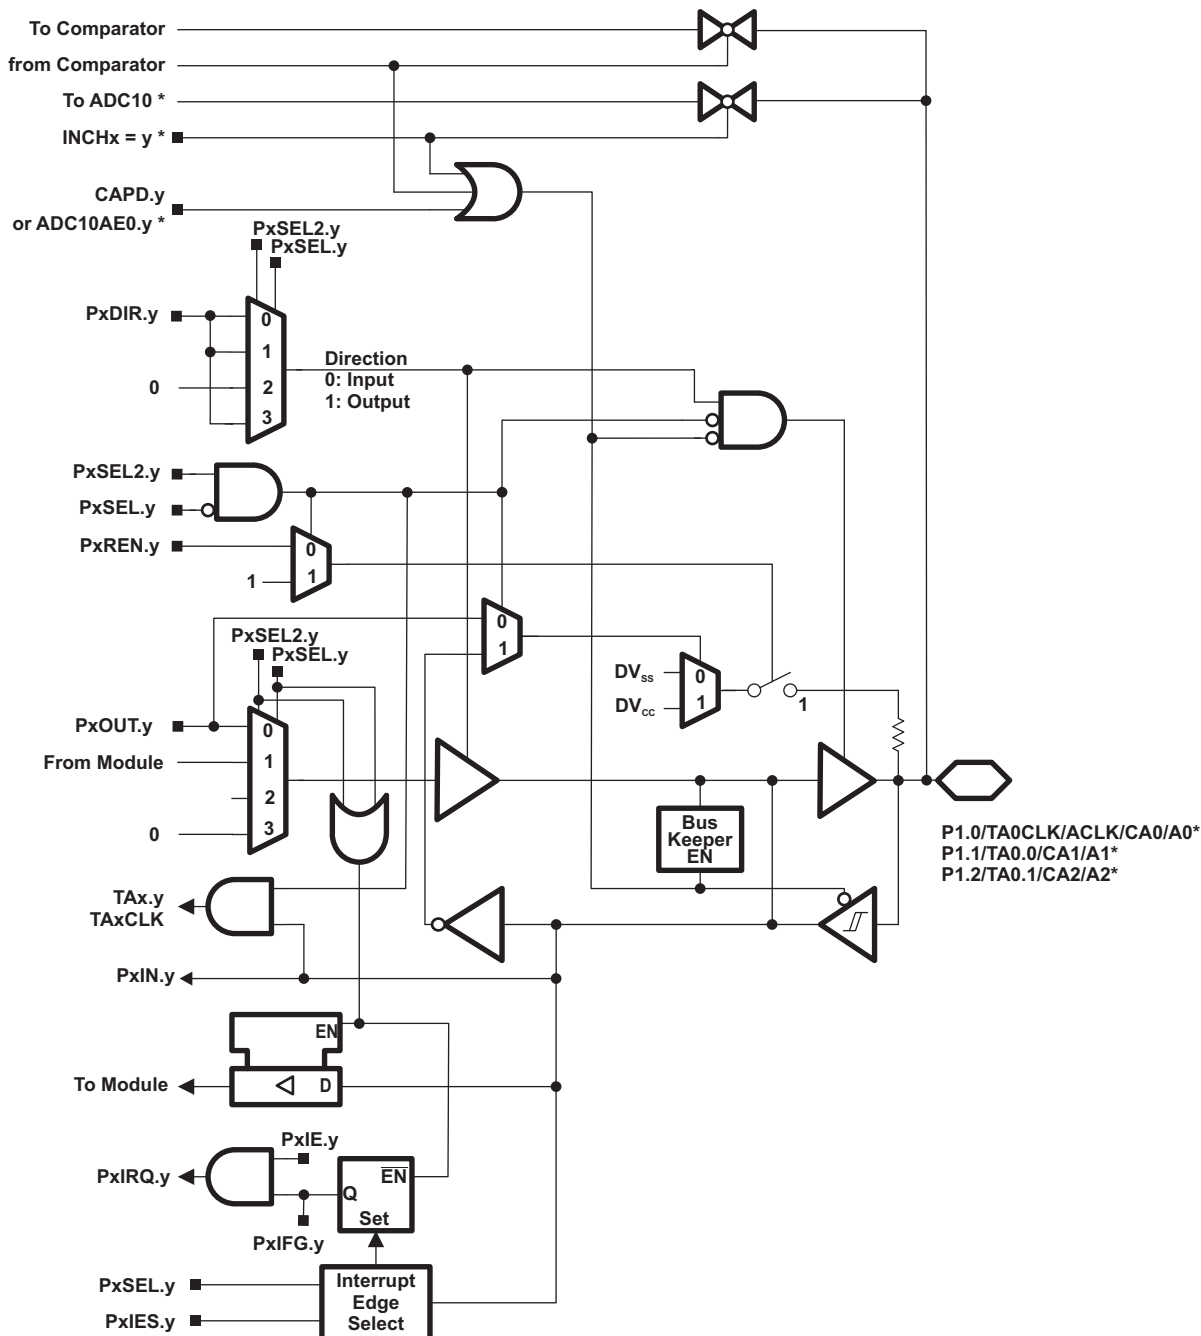 To Comparator
from Comparator
To ADC10 *
INCHx = y *
CAPD.y
or ADC10AE0.y *
PxSEL2.y
PxSEL.y
PxDIR.y
0
1
0
2
3
Direction
0: Input
1: Output
PxSEL2.y
PxSEL.y
PxREN.y
0
1
1
PxSEL2.y
PxSEL.y
0
1
DVSS
0
DVCC
1
1
PxOUT.y
0
From Module
1
2
0
3
Bus
Keeper
EN
P1.0/TA0CLK/ACLK/CA0/A0*
P1.1/TA0.0/CA1/A1*
P1.2/TA0.1/CA2/A2*
TAx.y
TAxCLK
PxIN.y
EN
To Module
D
PxIE.y
PxIRQ.y
EN
Q
Set
PxIFG.y
PxSEL.y
PxIES.y
Interrupt
Edge
Select